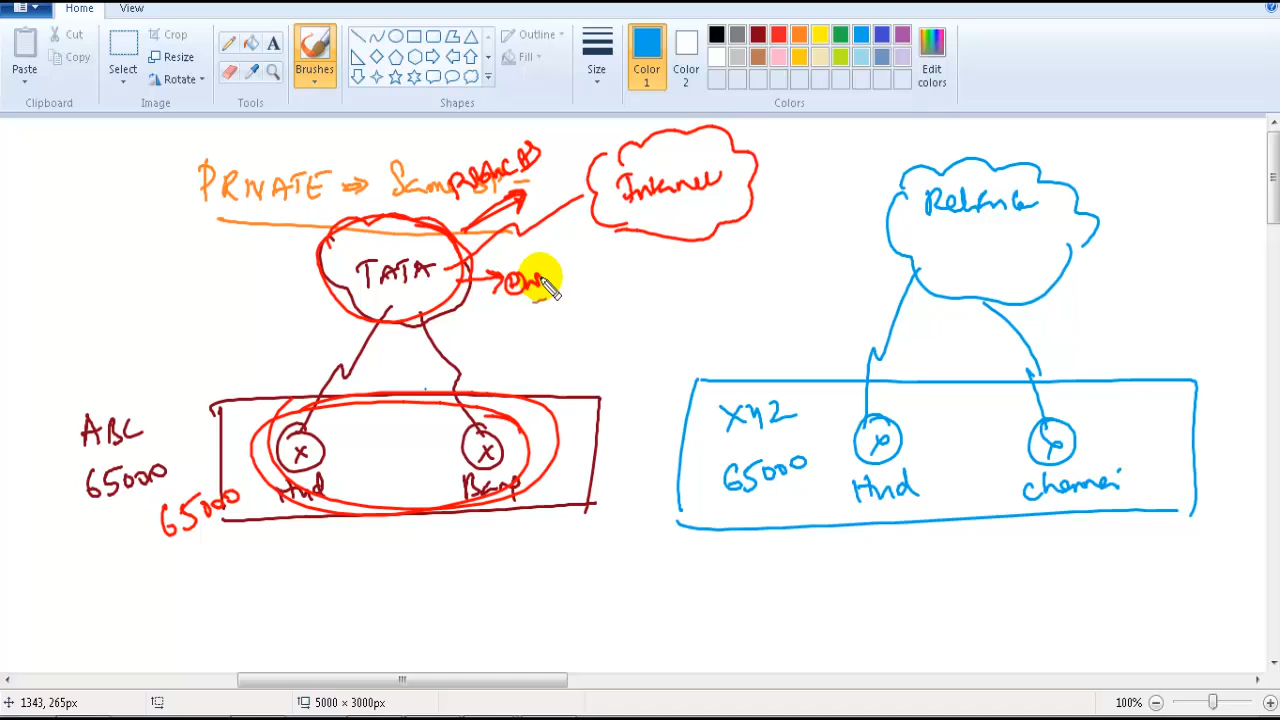 Home
View
Cut
Copy
Paste
Crop
Resize
Rotate
Select
A
Brushes
Outline
Fill
Size
Color
1
Color
2
Edit
colors
Clipboard
Image
Tools
Shapes
Colors
PRIVATE ⇒ Same
Internet
TATA
Reliance
ABC
65000
65000
x
Hyd
x
Bang
XYZ
65000
Hyd
Chennai
1343, 265px
5000 × 3000px
100%